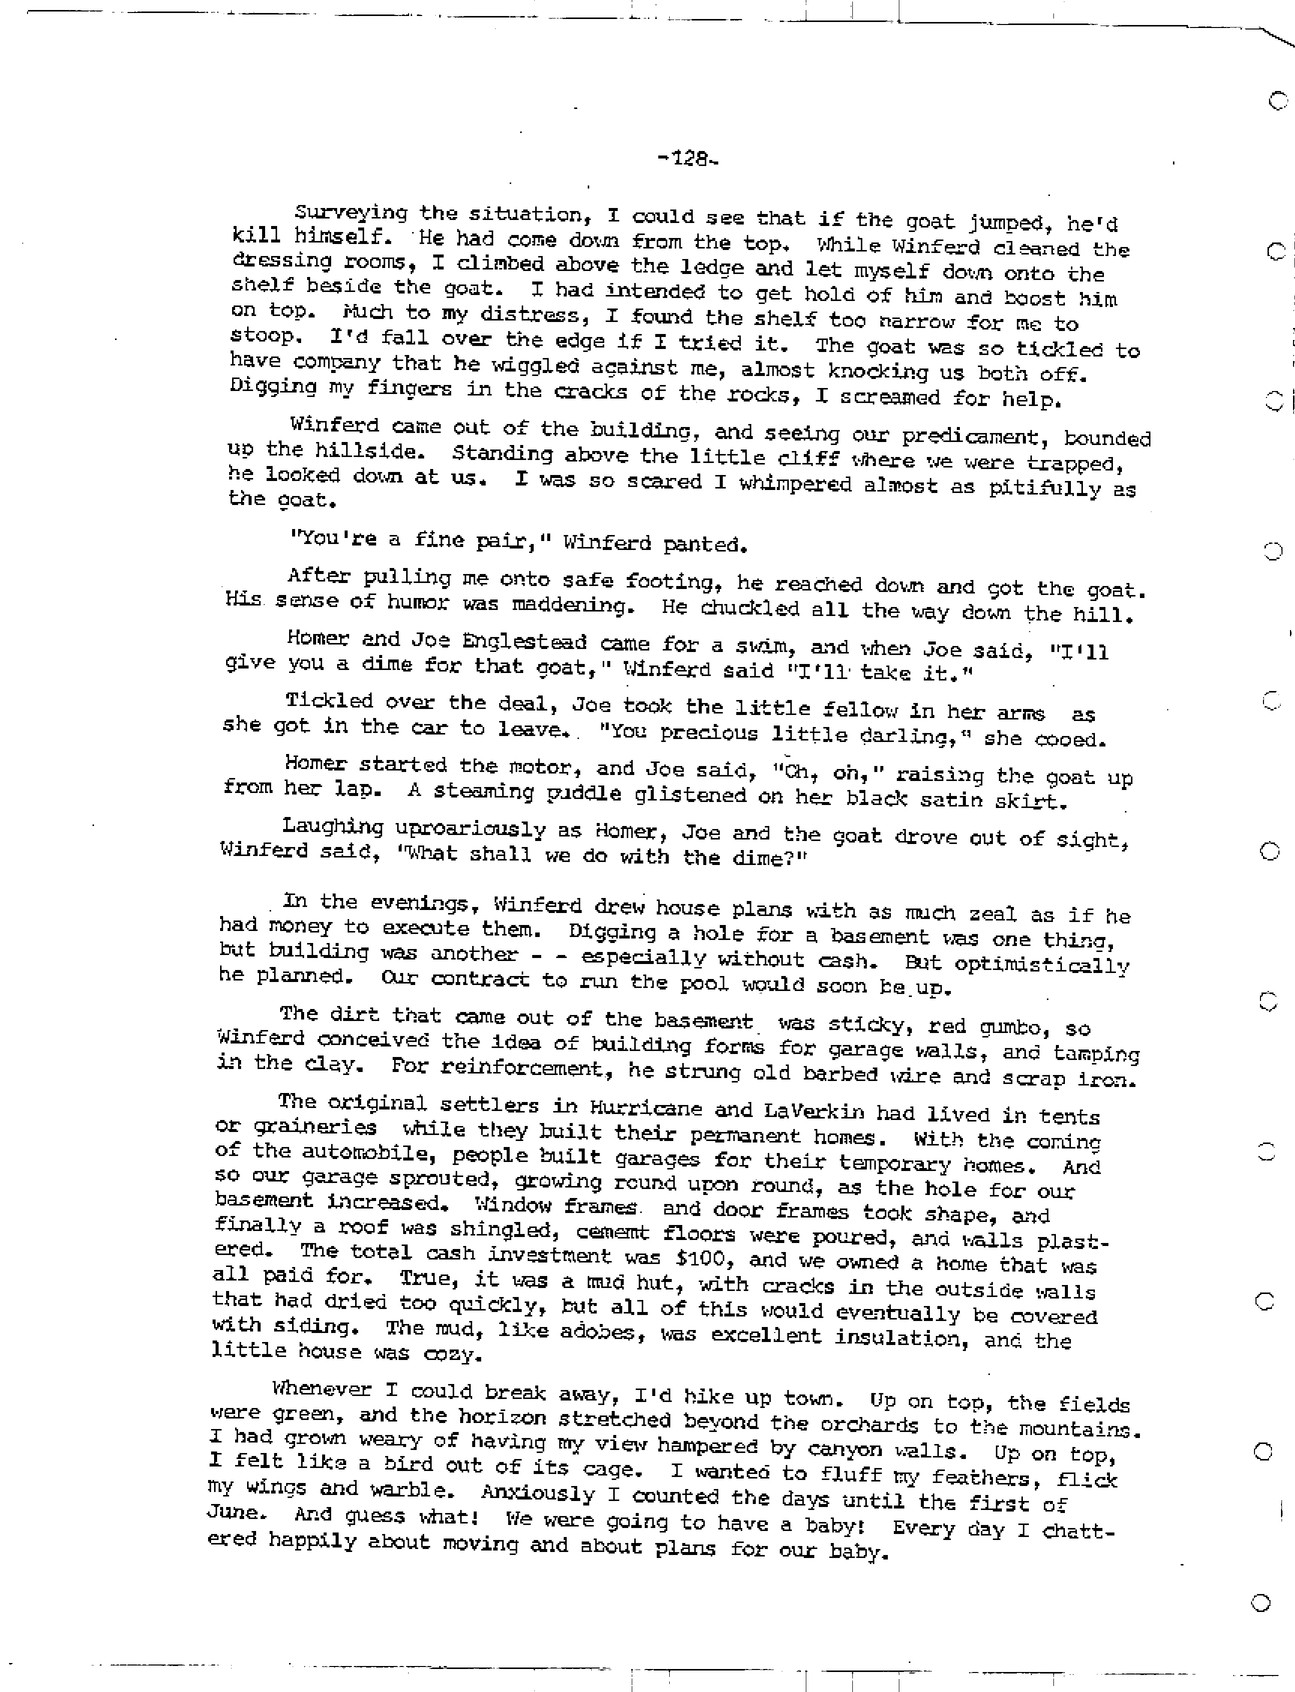 -128-
Surveying the situation, I could see that if the goat jumped, he'd
kill himself. He had come down from the top. While Winferd cleaned the
dressing rooms, I climbed above the ledge and let myself down onto the
shelf beside the goat. I had intended to get hold of him and boost him
on top. Much to my distress, I found the shelf too narrow for me to
stoop. I'd fall over the edge if I tried it. The goat was so tickled to
have company that he wiggled against me, almost knocking us both off.
Digging my fingers in the cracks of the rocks, I screamed for help.
Winferd came out of the building, and seeing our predicament, bounded
up the hillside. Standing above the little cliff where we were trapped,
he looked down at us. I was so scared I whimpered almost as pitifully as
the goat.
"You're a fine pair," Winferd panted.
After pulling me onto safe footing, he reached down and got the goat.
His sense of humor was maddening. He chuckled all the way down the hill.
Homer and Joe Englestead came for a swim, and when Joe said, "I'll
give you a dime for that goat," Winferd said "I'll take it."
Tickled over the deal, Joe took the little fellow in her arms as
she got in the car to leave. "You precious little darling," she cooed.
Homer started the motor, and Joe said, "Oh, oh," raising the goat up
from her lap. A steaming puddle glistened on her black satin skirt.
Laughing uproariously as Homer, Joe and the goat drove out of sight,
Winferd said, "What shall we do with the dime?"
In the evenings, Winferd drew house plans with as much zeal as if he
had money to execute them. Digging a hole for a basement was one thing,
but building was another - - especially without cash. But optimistically
he planned. Our contract to run the pool would soon be up.
The dirt that came out of the basement was sticky, red gumbo, so
Winferd conceived the idea of building forms for garage walls, and tamping
in the clay. For reinforcement, he strung old barbed wire and scrap iron.
The original settlers in Hurricane and LaVerkin had lived in tents
or graineries while they built their permanent homes. With the coming
of the automobile, people built garages for their temporary homes. And
so our garage sprouted, growing round upon round, as the hole for our
basement increased. Window frames and door frames took shape, and
finally a roof was shingled, cememt floors were poured, and walls plast-
ered. The total cash investment was $100, and we owned a home that was
all paid for. True, it was a mud hut, with cracks in the outside walls
that had dried too quickly, but all of this would eventually be covered
with siding. The mud, like adobes, was excellent insulation, and the
little house was cozy.
Whenever I could break away, I'd hike up town. Up on top, the fields
were green, and the horizon stretched beyond the orchards to the mountains.
I had grown weary of having my view hampered by canyon walls. Up on top,
I felt like a bird out of its cage. I wanted to fluff my feathers, flick
my wings and warble. Anxiously I counted the days until the first of
June. And guess what! We were going to have a baby! Every day I chatt-
ered happily about moving and about plans for our baby.